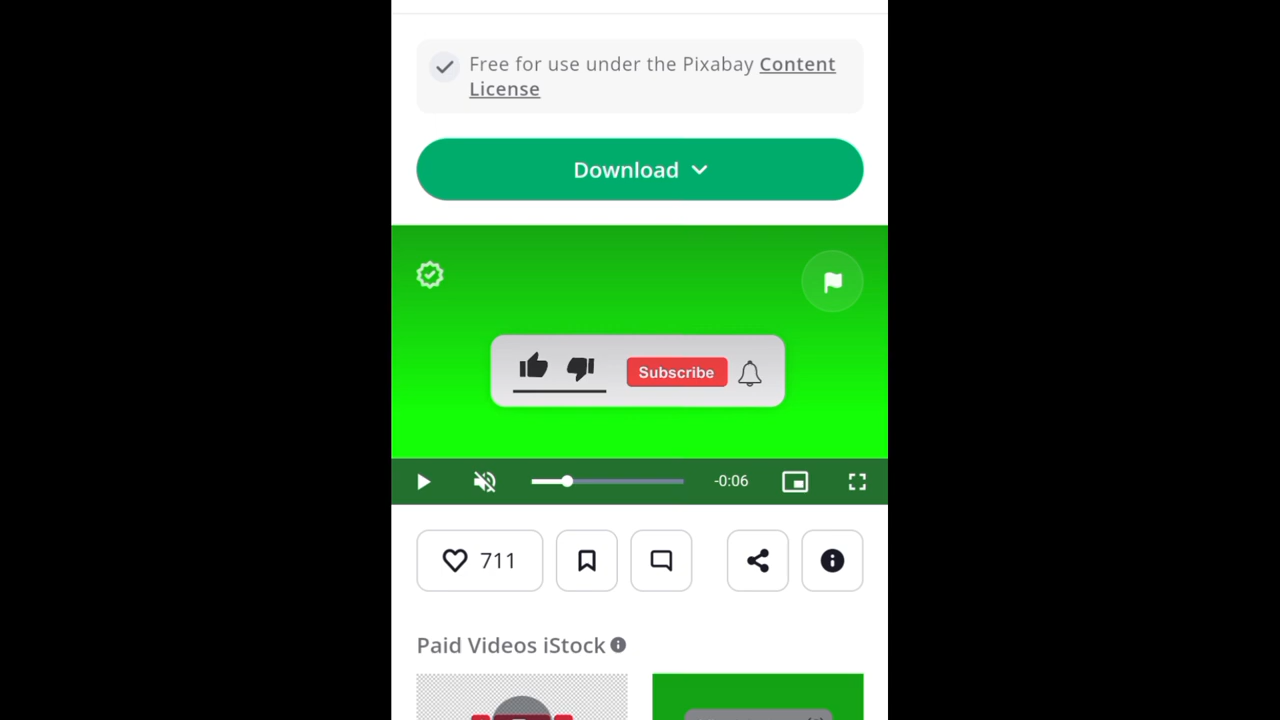 Free for use under the Pixabay Content
License
Download
Subscribe
-0:06
711
Paid Videos iStock